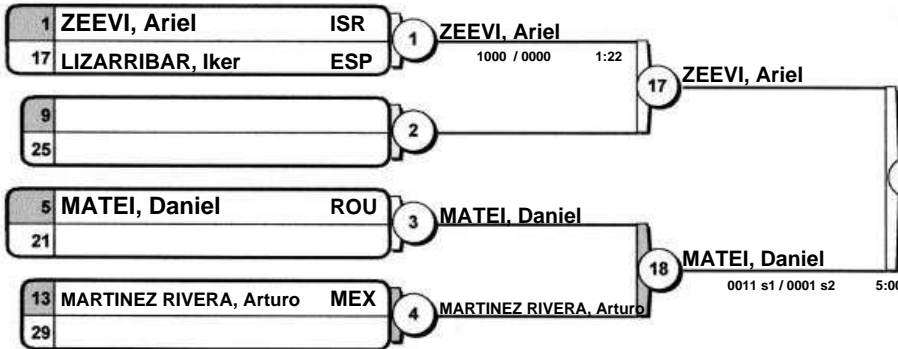 1 ZEEVI, Ariel ISR
17 LIZARRIBAR, Iker ESP
1
ZEEVI, Ariel
1000 / 0000 1:22
17
ZEEVI, Ariel
9
25
2
5 MATEI, Daniel ROU
21
3
MATEI, Daniel
18
MATEI, Daniel
0011 s1 / 0001 s2 5:00
13 MARTINEZ RIVERA, Arturo MEX
29
4
MARTINEZ RIVERA, Arturo